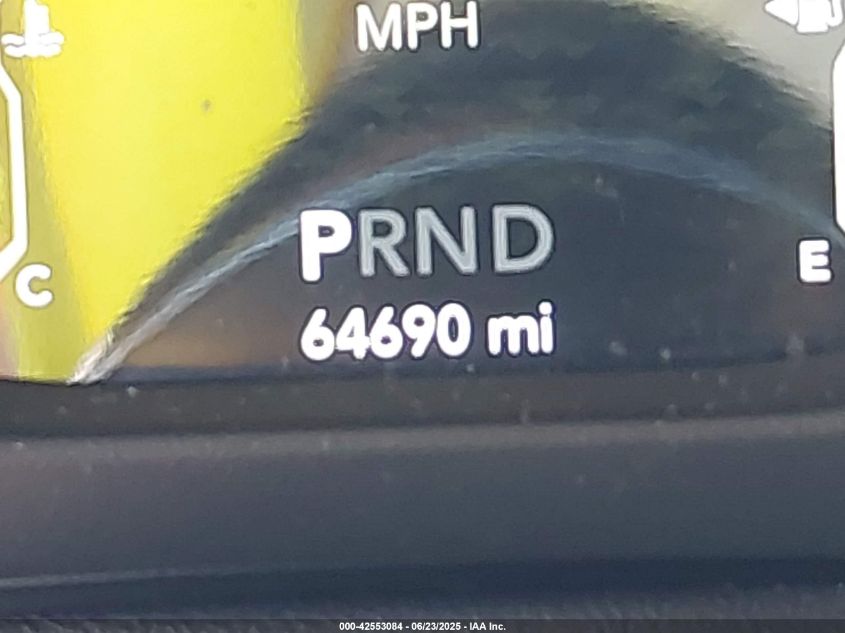 MPH
PRND
C
E
64690 mi
000-42553084 - 06/23/2025 - IAA Inc.